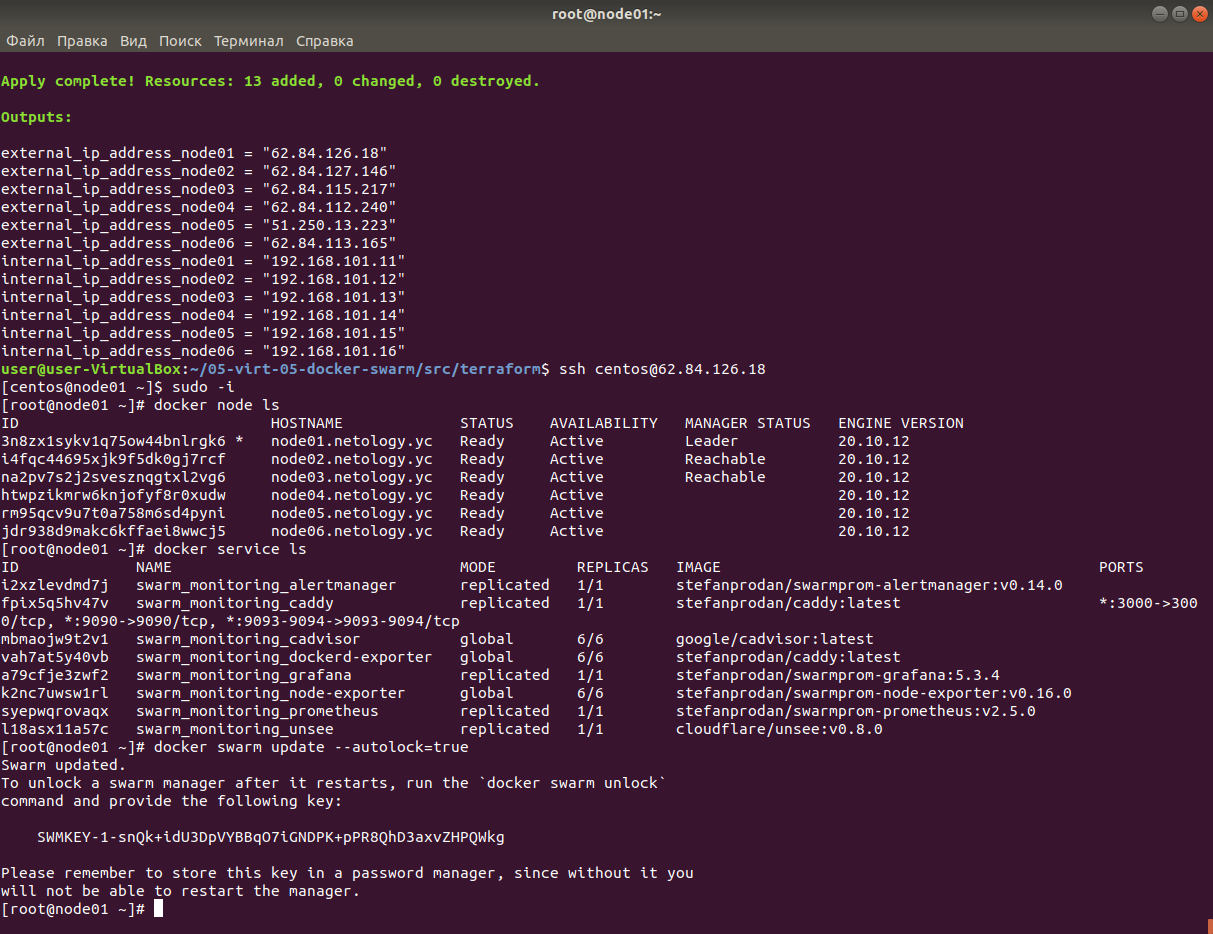 root@node01:~
Файл Правка Вид Поиск Терминал Справка
Apply complete! Resources: 13 added, 0 changed, 0 destroyed.
Outputs:
external_ip_address_node01 = "62.84.126.18"
external_ip_address_node02 = "62.84.127.146"
external_ip_address_node03 = "62.84.115.217"
external_ip_address_node04 = "62.84.112.240"
external_ip_address_node05 = "51.250.13.223"
external_ip_address_node06 = "62.84.113.165"
internal_ip_address_node01 = "192.168.101.11"
internal_ip_address_node02 = "192.168.101.12"
internal_ip_address_node03 = "192.168.101.13"
internal_ip_address_node04 = "192.168.101.14"
internal_ip_address_node05 = "192.168.101.15"
internal_ip_address_node06 = "192.168.101.16"
user@user-VirtualBox:~/05-virt-05-docker-swarm/src/terraform$ ssh centos@62.84.126.18
[centos@node01 ~]$ sudo -i
[root@node01 ~]# docker node ls
ID                            HOSTNAME             STATUS    AVAILABILITY   MANAGER STATUS   ENGINE VERSION
3n8zx1sykv1q75ow44bnlrgk6 *   node01.netology.yc   Ready     Active         Leader           20.10.12
i4fqc44695xjk9f5dk0gj7rcf     node02.netology.yc   Ready     Active         Reachable        20.10.12
na2pv7s2j2svesznqgtxl2vg6     node03.netology.yc   Ready     Active         Reachable        20.10.12
htwpzikmrw6knjofyf8r0xudw     node04.netology.yc   Ready     Active                          20.10.12
rm95qcv9u7t0a758m6sd4pyni     node05.netology.yc   Ready     Active                          20.10.12
jdr938d9makc6kffaei8wwcj5     node06.netology.yc   Ready     Active                          20.10.12
[root@node01 ~]# docker service ls
ID             NAME                                MODE         REPLICAS   IMAGE                                          PORTS
i2xzlevdmd7j   swarm_monitoring_alertmanager       replicated   1/1        stefanprodan/swarmprom-alertmanager:v0.14.0
fpix5q5hv47v   swarm_monitoring_caddy              replicated   1/1        stefanprodan/caddy:latest                      *:3000->300
0/tcp, *:9090->9090/tcp, *:9093-9094->9093-9094/tcp
mbmaojw9t2v1   swarm_monitoring_cadvisor           global       6/6        google/cadvisor:latest
vah7at5y40vb   swarm_monitoring_dockerd-exporter   global       6/6        stefanprodan/caddy:latest
a79cfje3zwf2   swarm_monitoring_grafana            replicated   1/1        stefanprodan/swarmprom-grafana:5.3.4
k2nc7uwsw1rl   swarm_monitoring_node-exporter      global       6/6        stefanprodan/swarmprom-node-exporter:v0.16.0
syepwqrovaqx   swarm_monitoring_prometheus         replicated   1/1        stefanprodan/swarmprom-prometheus:v2.5.0
l18asx11a57c   swarm_monitoring_unsee              replicated   1/1        cloudflare/unsee:v0.8.0
[root@node01 ~]# docker swarm update --autolock=true
Swarm updated.
To unlock a swarm manager after it restarts, run the `docker swarm unlock`
command and provide the following key:
SWMKEY-1-snQk+idU3DpVYBBqO7iGNDPK+pPR8QhD3axvZHPQWkg
Please remember to store this key in a password manager, since without it you
will not be able to restart the manager.
[root@node01 ~]#